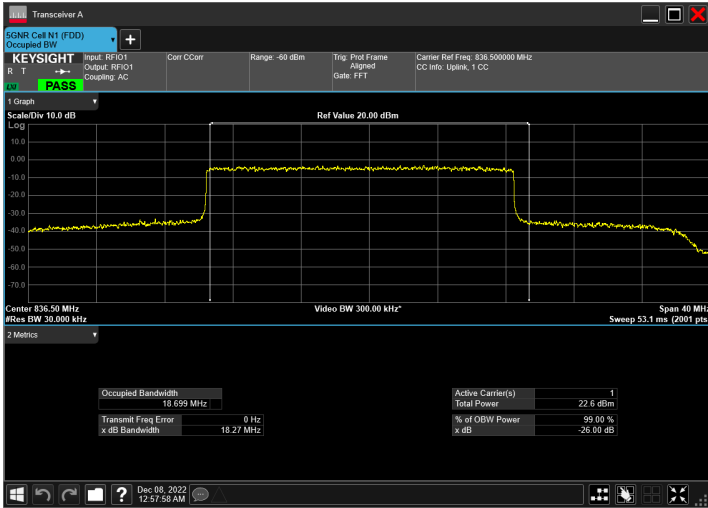 Transceiver A
5GNR Cell N1 (FDD)
Occupied BW
KEYSIGHT
R T
LXI
PASS
Input: RFIO1
Output: RFIO1
Coupling: AC
Corr CCorr
Range: -60 dBm
Trig: Prot Frame
Aligned
Gate: FFT
Carrier Ref Freq: 836.500000 MHz
CC Info: Uplink, 1 CC
1 Graph
Scale/Div 10.0 dB
Ref Value 20.00 dBm
Log
10.0
0.00
-10.0
-20.0
-30.0
-40.0
-50.0
-60.0
-70.0
Center 836.50 MHz
Video BW 300.00 kHz*
Span 40 MHz
#Res BW 30.000 kHz
Sweep 53.1 ms (2001 pts
2 Metrics
Occupied Bandwidth
18.699 MHz
Transmit Freq Error 0 Hz
x dB Bandwidth 18.27 MHz
Active Carrier(s) 1
Total Power 22.6 dBm
% of OBW Power 99.00 %
x dB -26.00 dB
Dec 08, 2022
12:57:58 AM